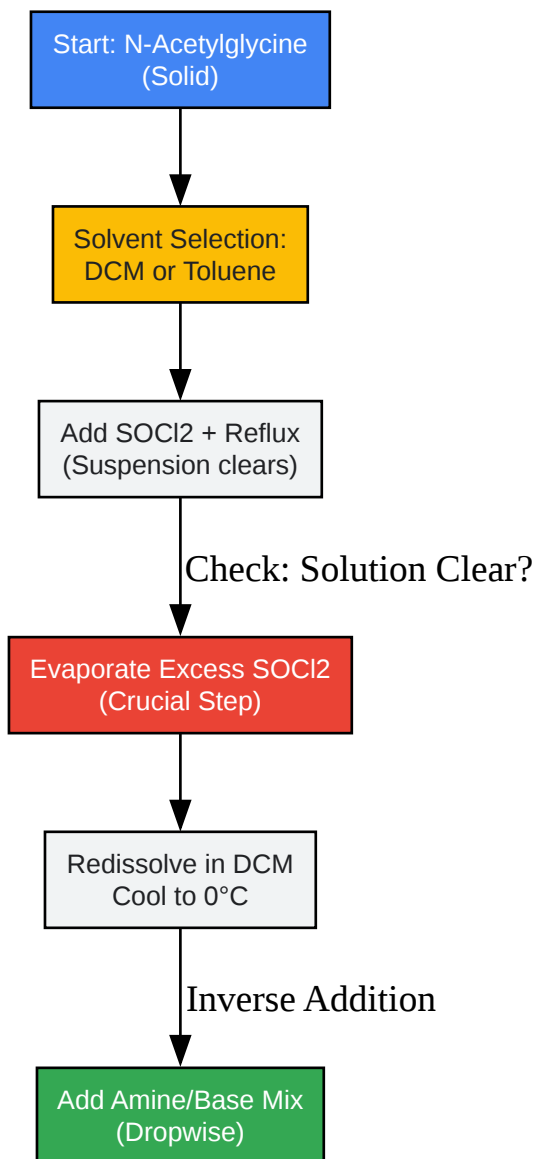 Start: N-Acetylglycine
(Solid)
Solvent Selection:
DCM or Toluene
Add SOCl2 + Reflux
(Suspension clears)
Check: Solution Clear?
Evaporate Excess SOCl2
(Crucial Step)
Redissolve in DCM
Cool to 0°C
Inverse Addition
Add Amine/Base Mix
(Dropwise)